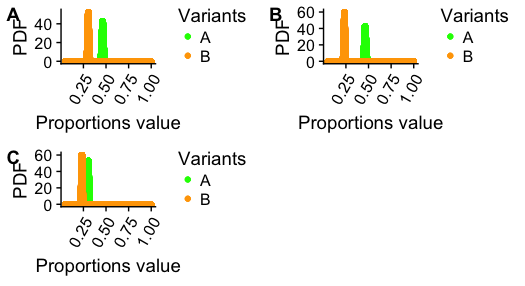 A
PDF
40
20
0
0.25
0.50
0.75
1.00
Proportions value
Variants
A
B
B
PDF
60
40
20
0
0.25
0.50
0.75
1.00
Proportions value
Variants
A
B
C
PDF
60
40
20
0
0.25
0.50
0.75
1.00
Proportions value
Variants
A
B